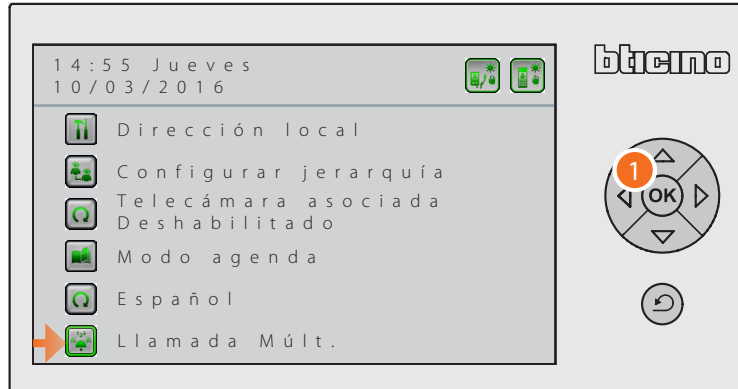 14:55 Jueves
10/03/2016
bticino
Dirección local
Configurar jerarquía
Telecámara asociada
Deshabilitado
Modo agenda
Español
Llamada Múlt.
1
OK